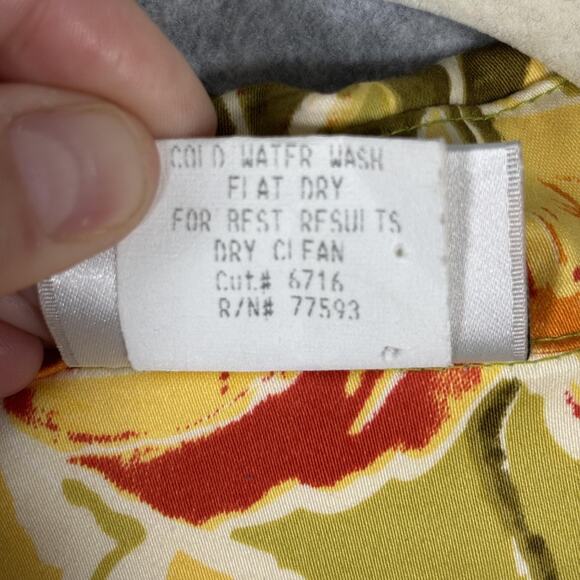 COLD WATER WASH
FLAT DRY
FOR BEST RESULTS
DRY CLEAN
Cut.# 6716
R/N# 77593